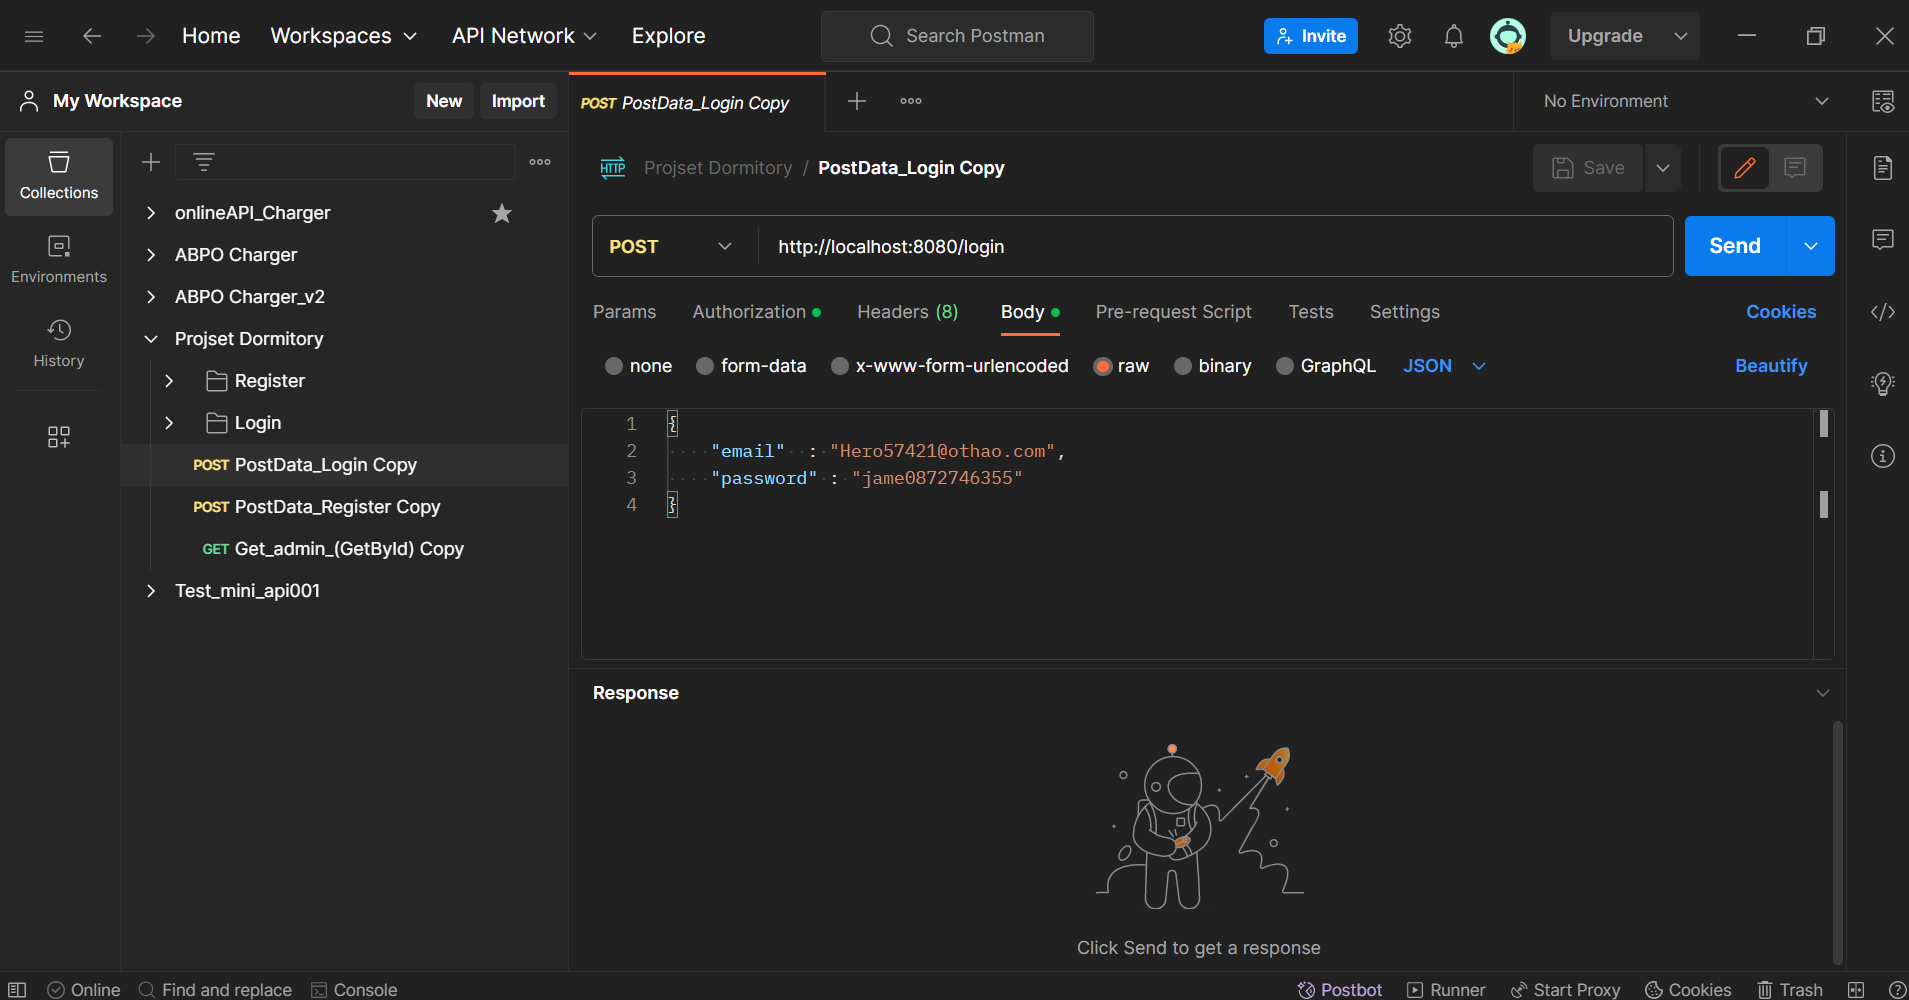 Home Workspaces API Network Explore Search Postman Invite Upgrade
My Workspace New Import
POST PostData_Login Copy No Environment
Collections
Environments
History
onlineAPI_Charger
ABPO Charger
ABPO Charger_v2
Projset Dormitory
Register
Login
POST PostData_Login Copy
POST PostData_Register Copy
GET Get_admin_(GetById) Copy
Test_mini_api001
HTTP Projset Dormitory / PostData_Login Copy Save
POST http://localhost:8080/login Send
Params Authorization Headers (8) Body Pre-request Script Tests Settings Cookies
none form-data x-www-form-urlencoded raw binary GraphQL JSON Beautify
1 {
2 "email" : "Hero57421@othao.com",
3 "password" : "jame0872746355"
4 }
Response
Click Send to get a response
Online Find and replace Console Postbot Runner Start Proxy Cookies Trash